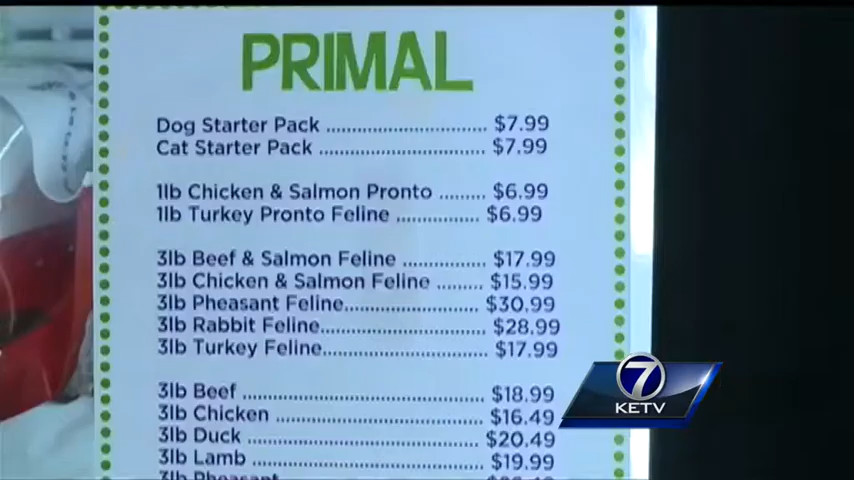 PRIMAL
Dog Starter Pack ................................ $7.99
Cat Starter Pack ................................. $7.99
1lb Chicken & Salmon Pronto ......... $6.99
1lb Turkey Pronto Feline ................ $6.99
3lb Beef & Salmon Feline ................ $17.99
3lb Chicken & Salmon Feline ......... $15.99
3lb Pheasant Feline........................... $30.99
3lb Rabbit Feline................................. $28.99
3lb Turkey Feline................................ $17.99
3lb Beef ................................................ $18.99
3lb Chicken .......................................... $16.49
3lb Duck ............................................... $20.49
3lb Lamb .............................................. $19.99
3lb Pheasant
7
KETV